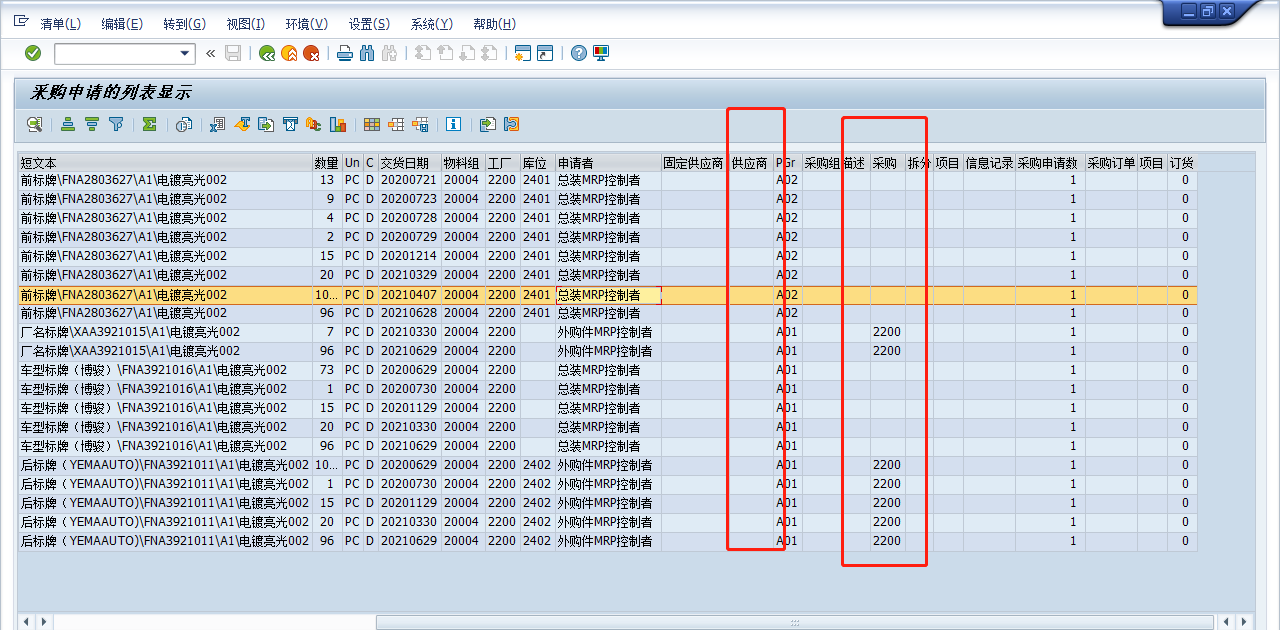 清单(L) 编辑(E) 转到(G) 视图(I) 环境(V) 设置(S) 系统(Y) 帮助(H)
采购申请的列表显示
短文本 数量 Un C 交货日期 物料组 工厂 库位 申请者 固定供应商 供应商 PGr 采购组描述 采购 拆分 项目 信息记录 采购申请数 采购订单 项目 订货
前标牌\FNA2803627\A1\电镀亮光002 13 PC D 20200721 20004 2200 2401 总装MRP控制者 A02 1 0
前标牌\FNA2803627\A1\电镀亮光002 9 PC D 20200723 20004 2200 2401 总装MRP控制者 A02 1 0
前标牌\FNA2803627\A1\电镀亮光002 4 PC D 20200728 20004 2200 2401 总装MRP控制者 A02 1 0
前标牌\FNA2803627\A1\电镀亮光002 2 PC D 20200729 20004 2200 2401 总装MRP控制者 A02 1 0
前标牌\FNA2803627\A1\电镀亮光002 15 PC D 20201214 20004 2200 2401 总装MRP控制者 A02 1 0
前标牌\FNA2803627\A1\电镀亮光002 20 PC D 20210329 20004 2200 2401 总装MRP控制者 A02 1 0
前标牌\FNA2803627\A1\电镀亮光002 10... PC D 20210407 20004 2200 2401 总装MRP控制者 A02 1 0
前标牌\FNA2803627\A1\电镀亮光002 96 PC D 20210628 20004 2200 2401 总装MRP控制者 A02 1 0
厂名标牌\XAA3921015\A1\电镀亮光002 7 PC D 20210330 20004 2200 外购件MRP控制者 A01 2200 1 0
厂名标牌\XAA3921015\A1\电镀亮光002 96 PC D 20210629 20004 2200 外购件MRP控制者 A01 2200 1 0
车型标牌（博骏）\FNA3921016\A1\电镀亮光002 73 PC D 20200629 20004 2200 总装MRP控制者 A01 1 0
车型标牌（博骏）\FNA3921016\A1\电镀亮光002 1 PC D 20200730 20004 2200 总装MRP控制者 A01 1 0
车型标牌（博骏）\FNA3921016\A1\电镀亮光002 15 PC D 20201129 20004 2200 总装MRP控制者 A01 1 0
车型标牌（博骏）\FNA3921016\A1\电镀亮光002 20 PC D 20210330 20004 2200 总装MRP控制者 A01 1 0
车型标牌（博骏）\FNA3921016\A1\电镀亮光002 96 PC D 20210629 20004 2200 总装MRP控制者 A01 1 0
后标牌（YEMAAUTO)\FNA3921011\A1\电镀亮光002 10... PC D 20200629 20004 2200 2402 外购件MRP控制者 A01 2200 1 0
后标牌（YEMAAUTO)\FNA3921011\A1\电镀亮光002 1 PC D 20200730 20004 2200 2402 外购件MRP控制者 A01 2200 1 0
后标牌（YEMAAUTO)\FNA3921011\A1\电镀亮光002 15 PC D 20201129 20004 2200 2402 外购件MRP控制者 A01 2200 1 0
后标牌（YEMAAUTO)\FNA3921011\A1\电镀亮光002 20 PC D 20210330 20004 2200 2402 外购件MRP控制者 A01 2200 1 0
后标牌（YEMAAUTO)\FNA3921011\A1\电镀亮光002 96 PC D 20210629 20004 2200 2402 外购件MRP控制者 A01 2200 1 0